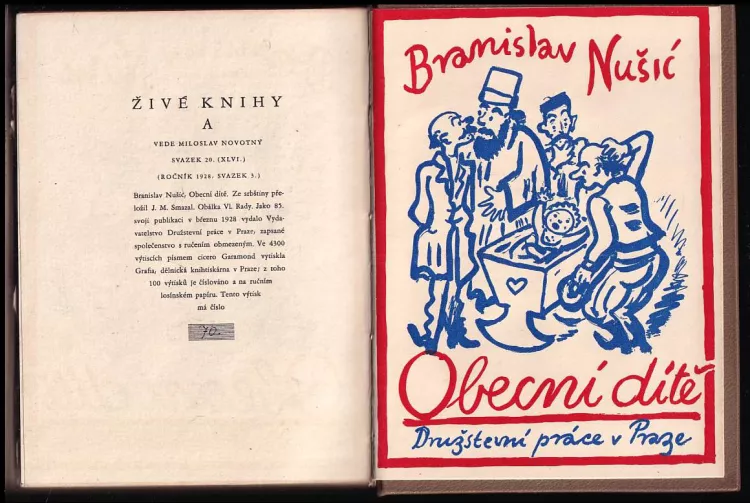 ŽIVÉ KNIHY
A
VEDE MILOSLAV NOVOTNÝ
SVAZEK 20. (XLVI.)
(ROČNÍK 1928. SVAZEK 3.)
Branislav Nušić, Obecní dítě. Ze srbštiny pře-
ložil J. M. Smazal. Obálka Vl. Rady. Jako 85.
svoji publikaci v březnu 1928 vydalo Vyda-
vatelstvo Družstevní práce v Praze, zapsané
společenstvo s ručením obmezeným. Ve 4300
výtiscích písmem cicero Garamond vytiskla
Grafia, dělnická knihtiskárna v Praze; z toho
100 výtisků je číslováno a na ručním
losinském papíru. Tento výtisk
má číslo
70.
Branislav Nušić
Obecní dítě
Družstevní práce v Praze